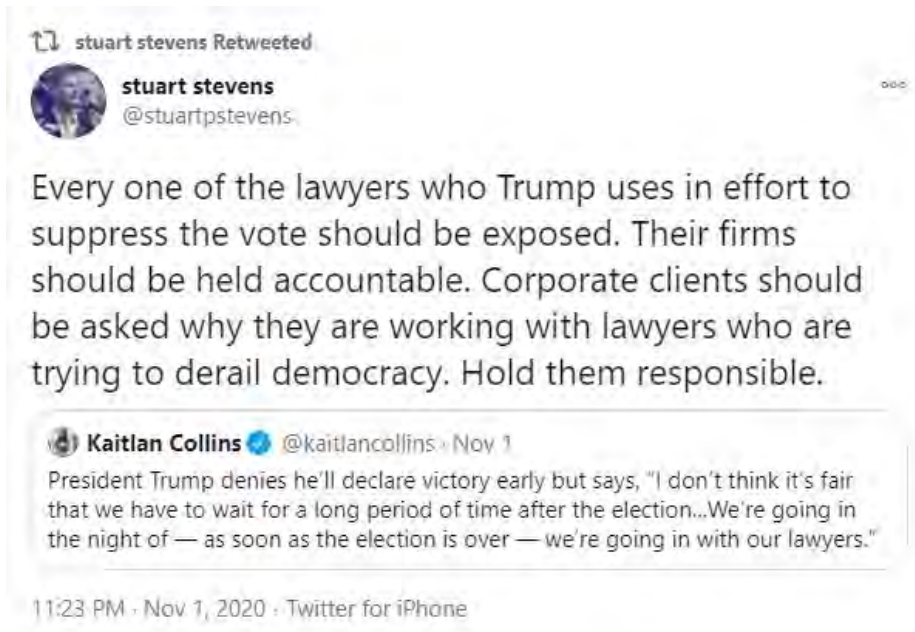 stuart stevens Retweeted
stuart stevens
@stuartpstevens
Every one of the lawyers who Trump uses in effort to
suppress the vote should be exposed. Their firms
should be held accountable. Corporate clients should
be asked why they are working with lawyers who are
trying to derail democracy. Hold them responsible.
Kaitlan Collins @kaitlancollins · Nov 1
President Trump denies he'll declare victory early but says, "I don't think it's fair
that we have to wait for a long period of time after the election...We're going in
the night of — as soon as the election is over — we're going in with our lawyers."
11:23 PM · Nov 1, 2020 · Twitter for iPhone